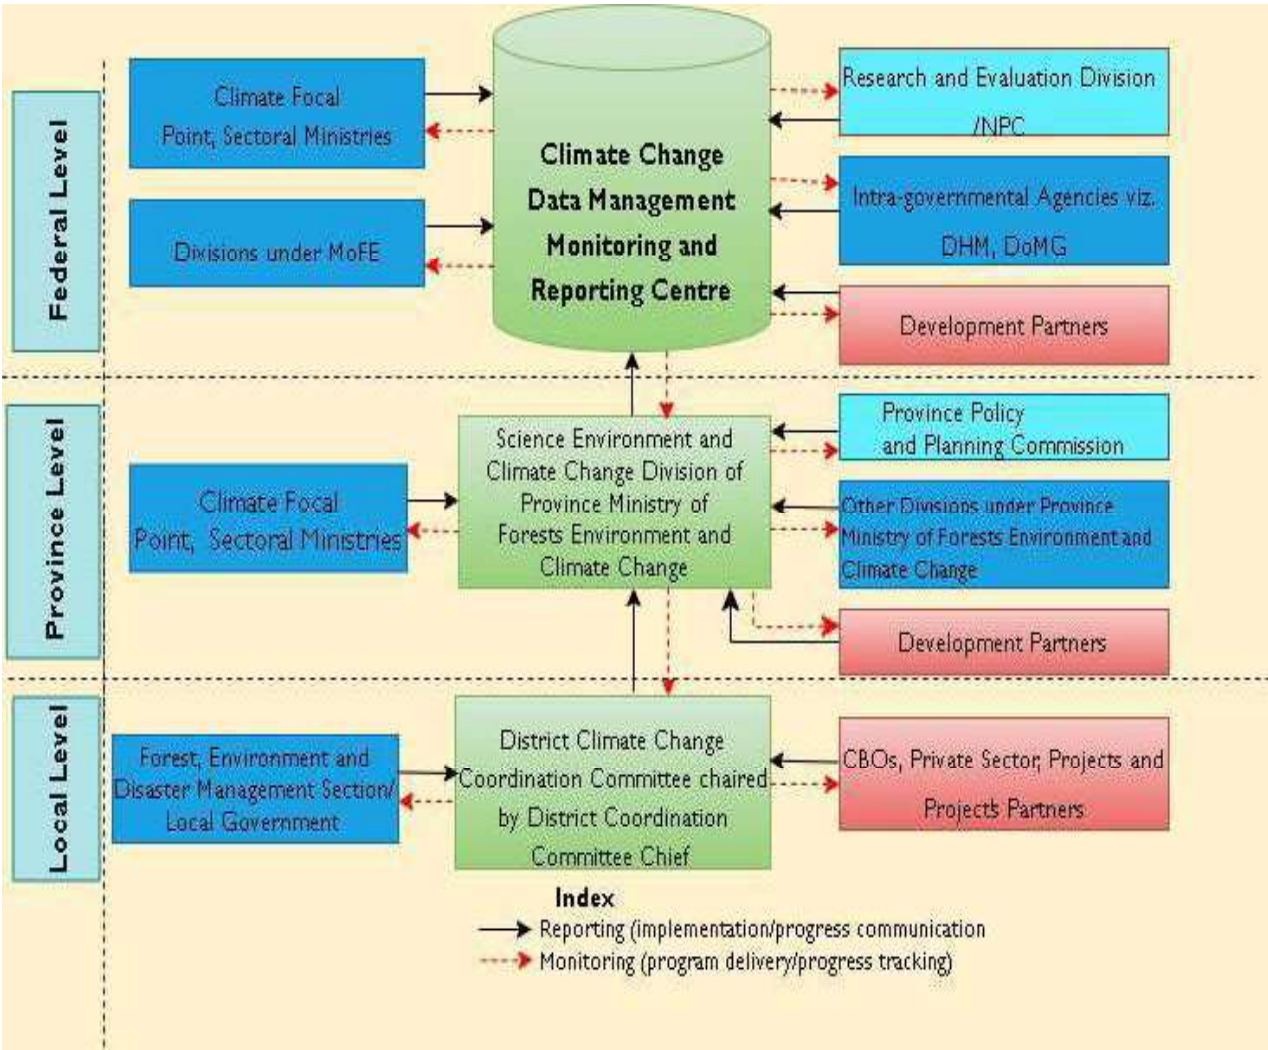 Federal Level
Climate Focal
Point, Sectoral Ministries
Divisions under MoFE
Climate Change
Data Management
Monitoring and
Reporting Centre
Research and Evaluation Division
/NPC
Intra-governmental Agencies viz.
DHM, DoMG
Development Partners
Province Level
Climate Focal
Point, Sectoral Ministries
Science Environment and
Climate Change Division of
Province Ministry of
Forests Environment and
Climate Change
Province Policy
and Planning Commission
Other Divisions under Province
Ministry of Forests Environment and
Climate Change
Development Partners
Local Level
Forest, Environment and
Disaster Management Section/
Local Government
District Climate Change
Coordination Committee chaired
by District Coordination
Committee Chief
CBOs, Private Sector, Projects and
Project's Partners
Index
Reporting (implementation/progress communication
Monitoring (program delivery/progress tracking)